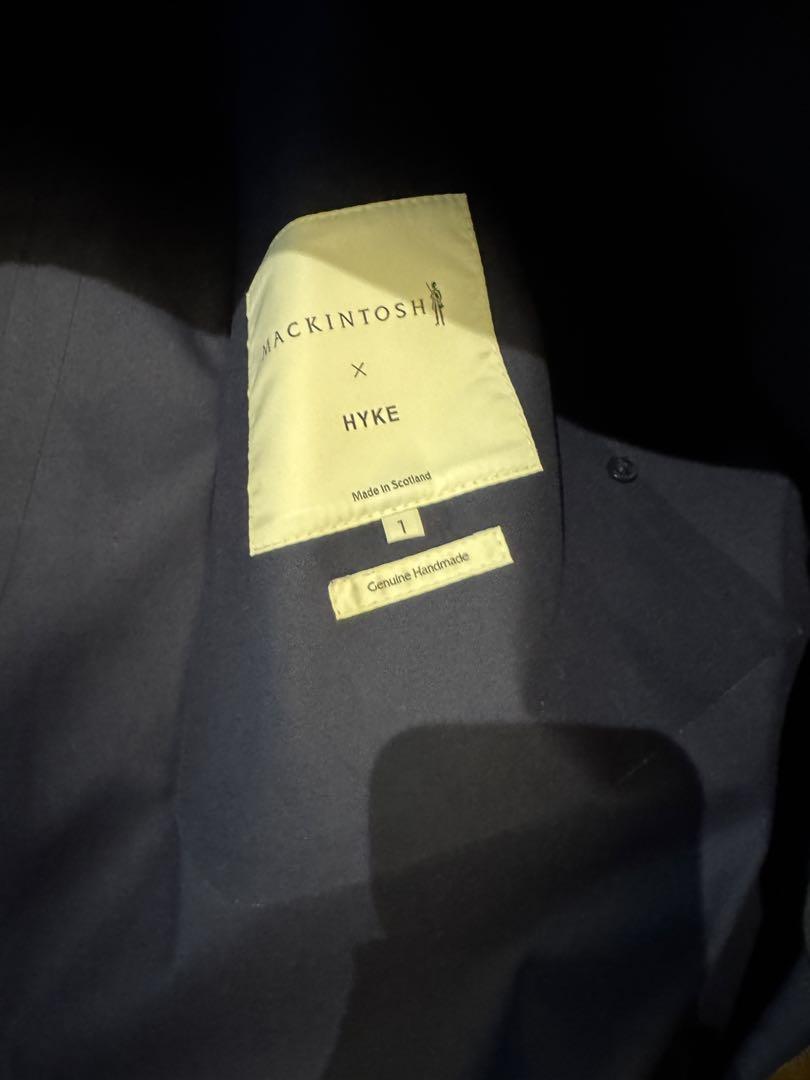 MACKINTOSH
×
HYKE
Made in Scotland
1
Genuine Handmade